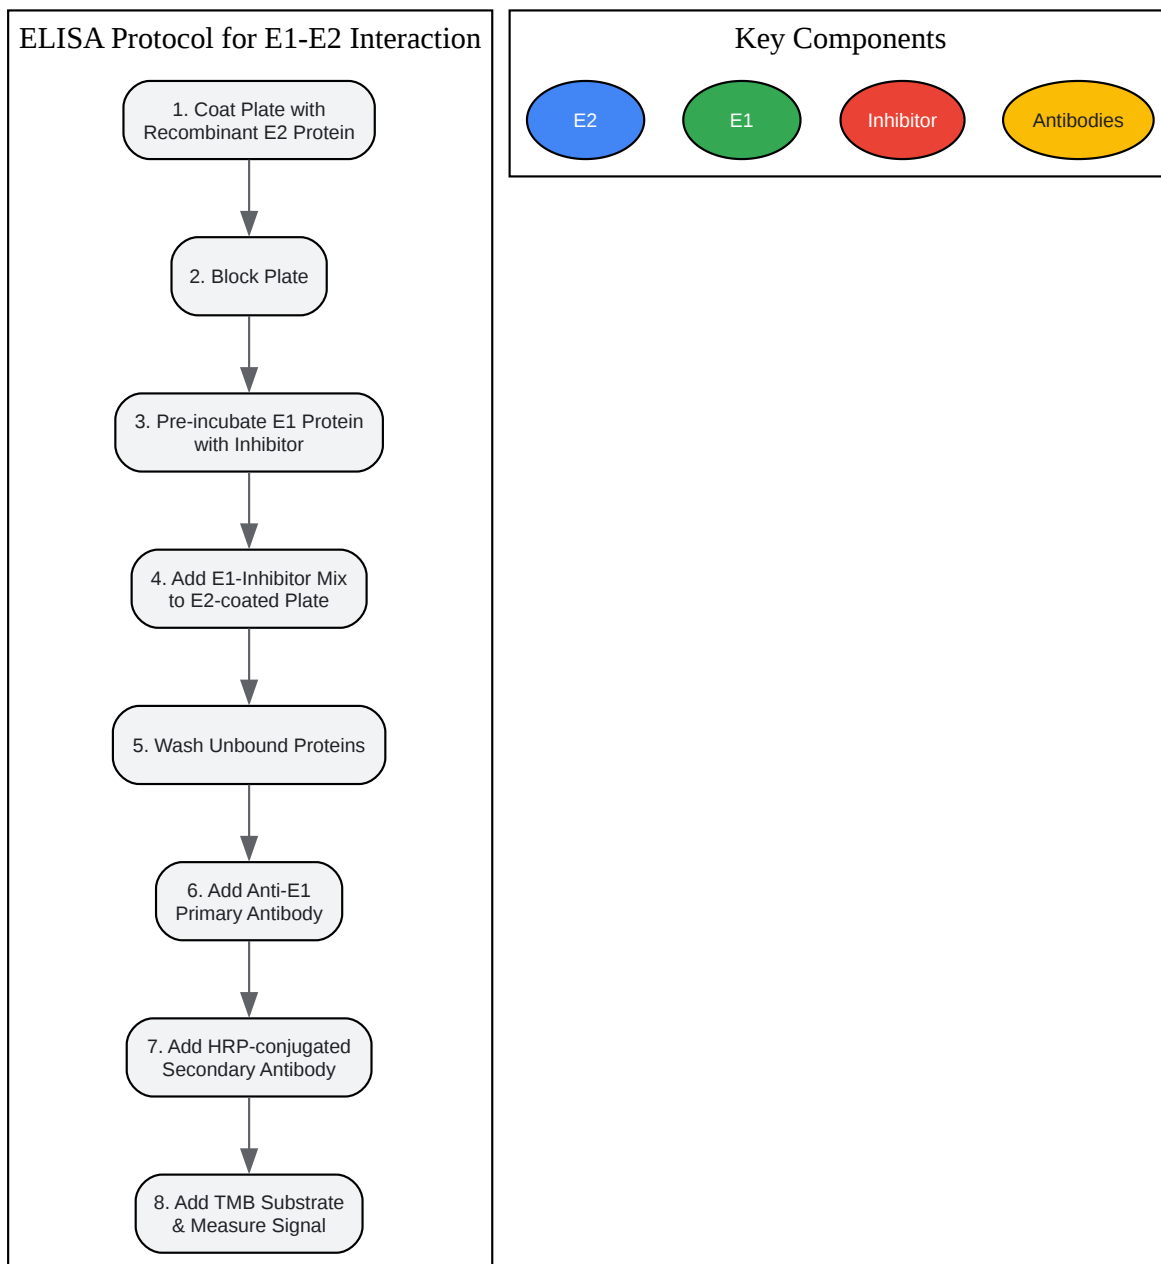 ELISA Protocol for E1-E2 Interaction
1. Coat Plate with
Recombinant E2 Protein
2. Block Plate
3. Pre-incubate E1 Protein
with Inhibitor
4. Add E1-Inhibitor Mix
to E2-coated Plate
5. Wash Unbound Proteins
6. Add Anti-E1
Primary Antibody
7. Add HRP-conjugated
Secondary Antibody
8. Add TMB Substrate
& Measure Signal
Key Components
E2
E1
Inhibitor
Antibodies